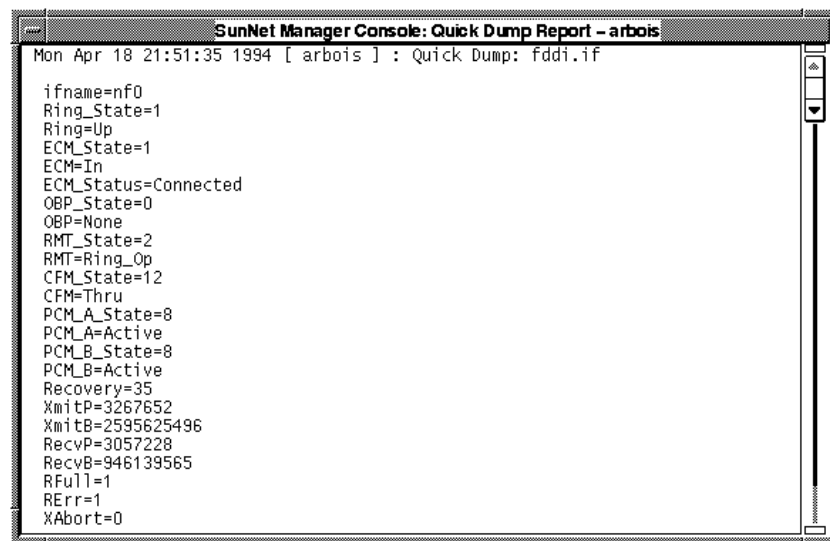 SunNet Manager Console: Quick Dump Report – arbois
Mon Apr 18 21:51:35 1994 [ arbois ] : Quick Dump: fddi.if
ifname=nf0
Ring_State=1
Ring=Up
ECM_State=1
ECM=In
ECM_Status=Connected
OBP_State=0
OBP=None
RMT_State=2
RMT=Ring_Op
CFM_State=12
CFM=Thru
PCM_A_State=8
PCM_A=Active
PCM_B_State=8
PCM_B=Active
Recovery=35
XmitP=3267652
XmitB=2595625496
RecvP=3057228
RecvB=946139565
RFull=1
RErr=1
XAbort=0